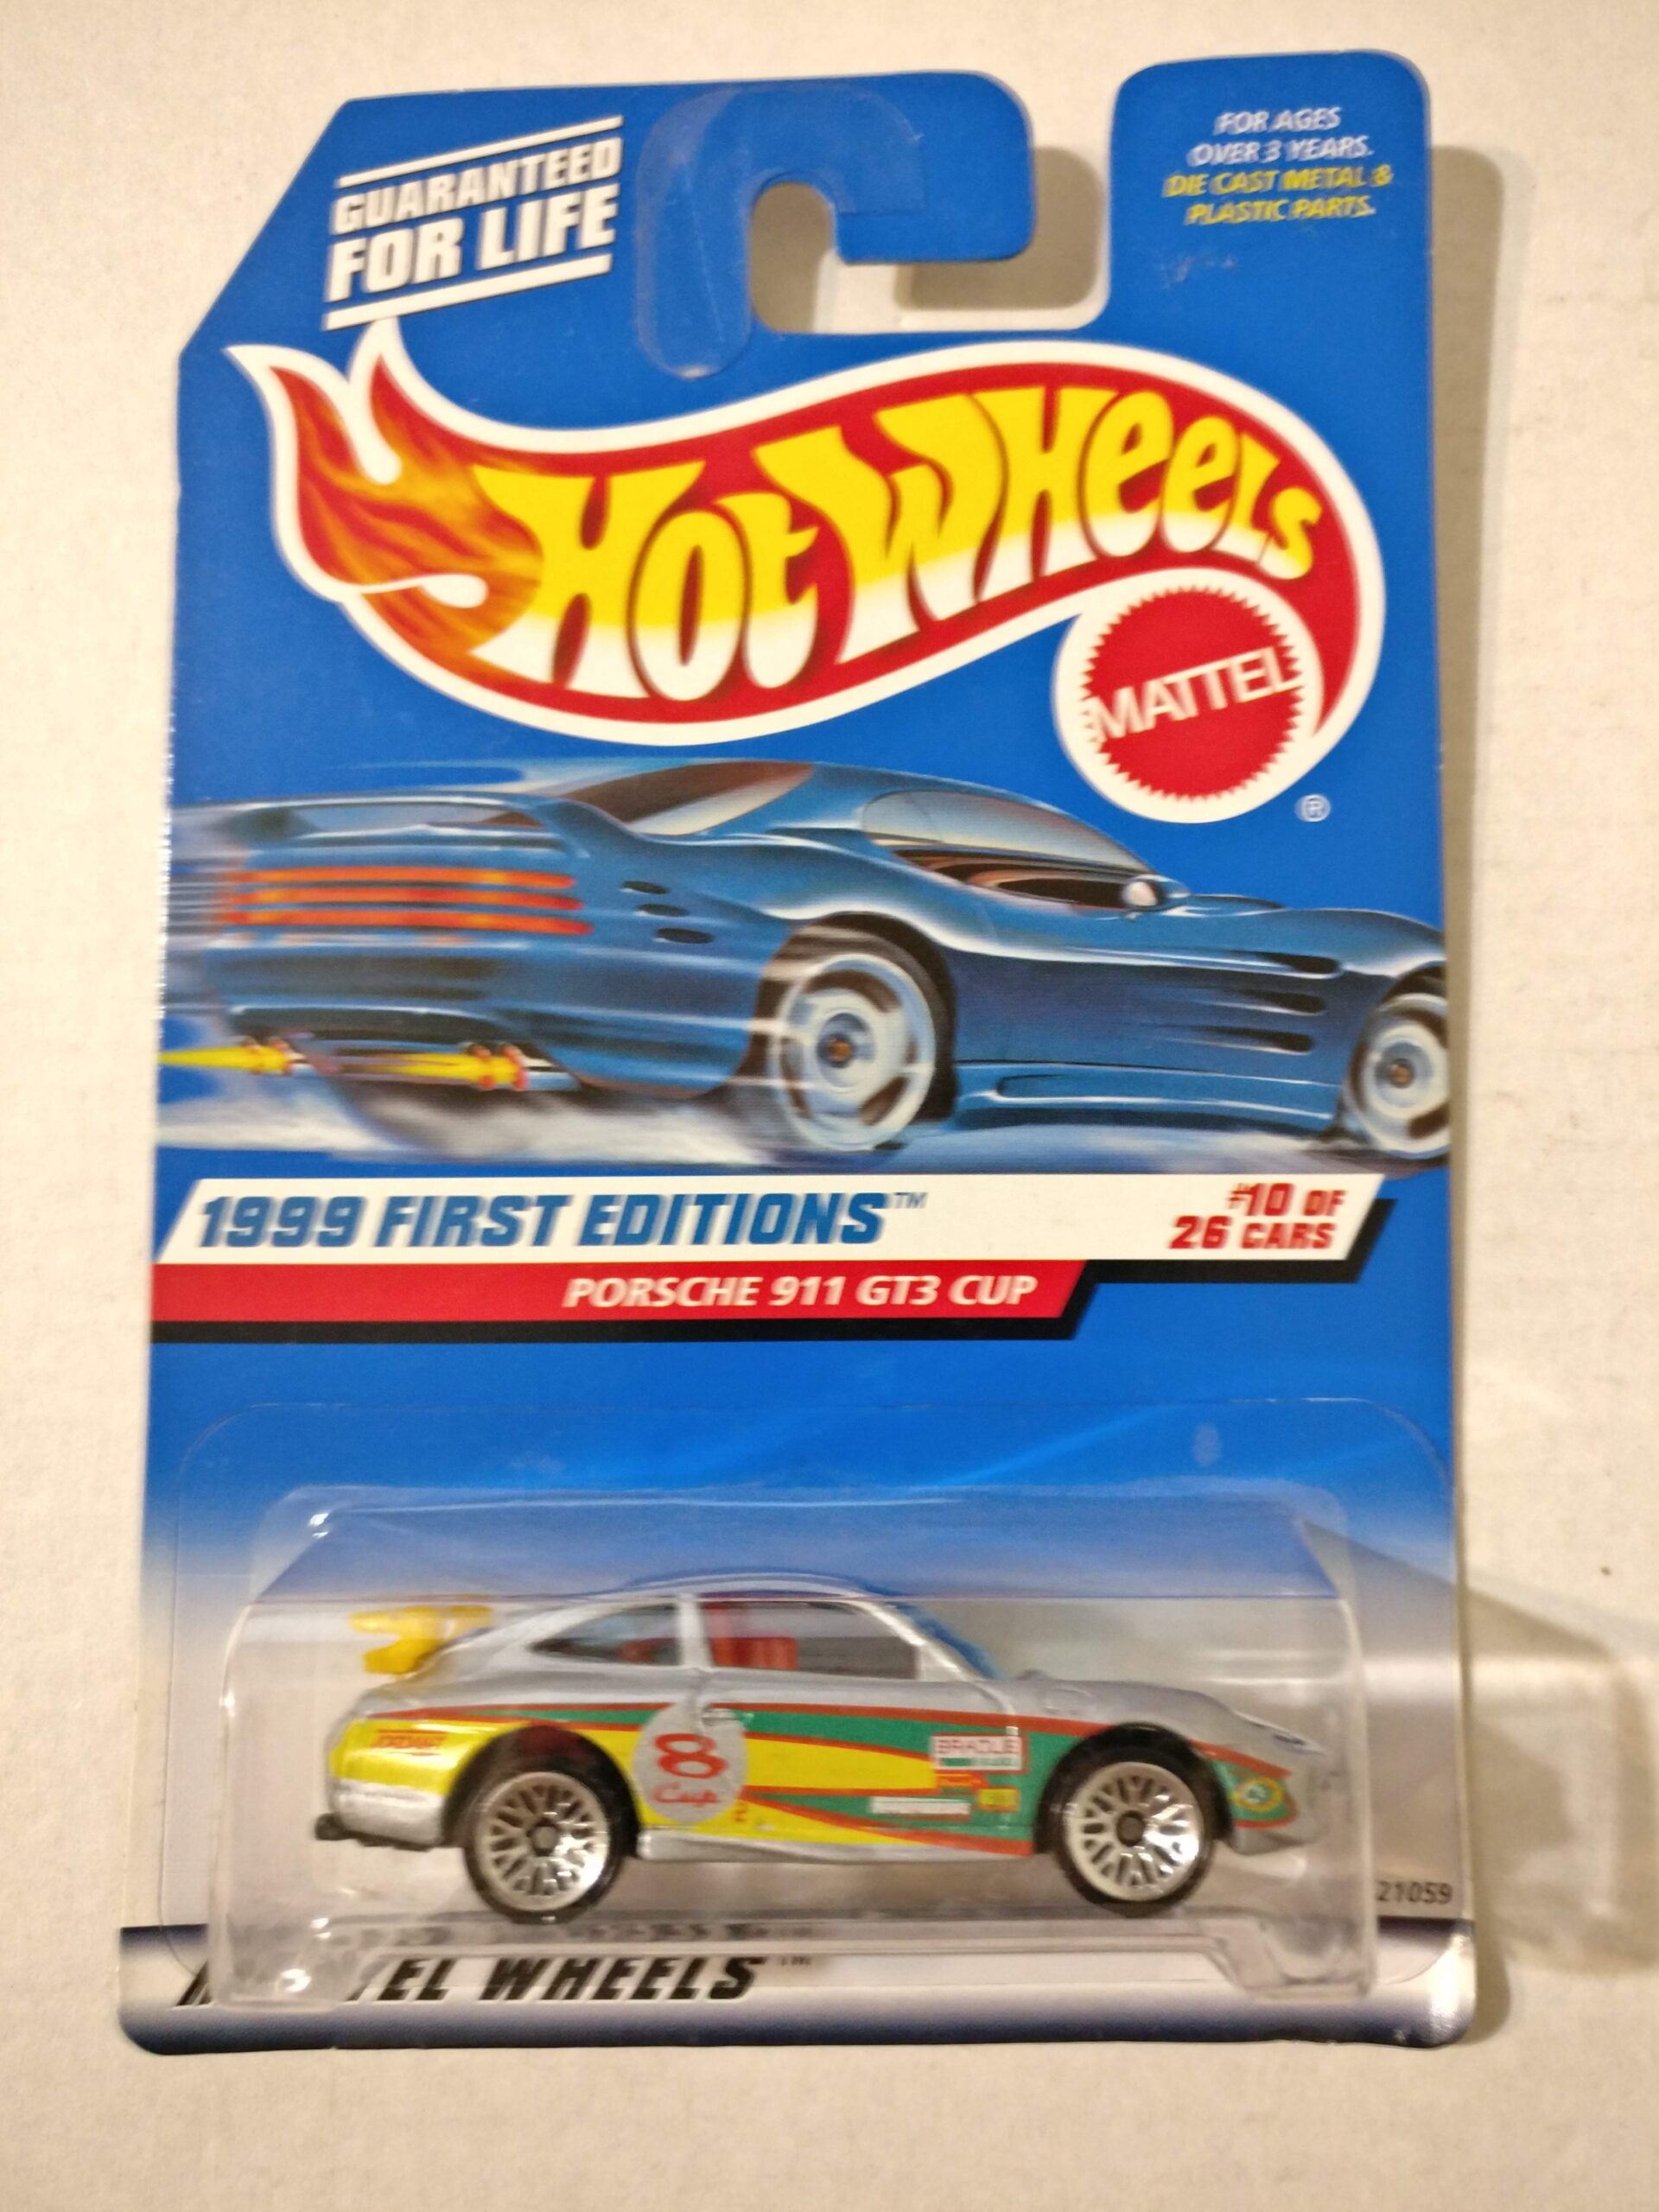 GUARANTEED
FOR LIFE
FOR AGES
OVER 3 YEARS.
DIE CAST METAL &
PLASTIC PARTS.
Hot Wheels
MATTEL
®
1999 FIRST EDITIONS™
#10 OF
26 CARS
PORSCHE 911 GT3 CUP
8
Cup
21059
WHEELS™